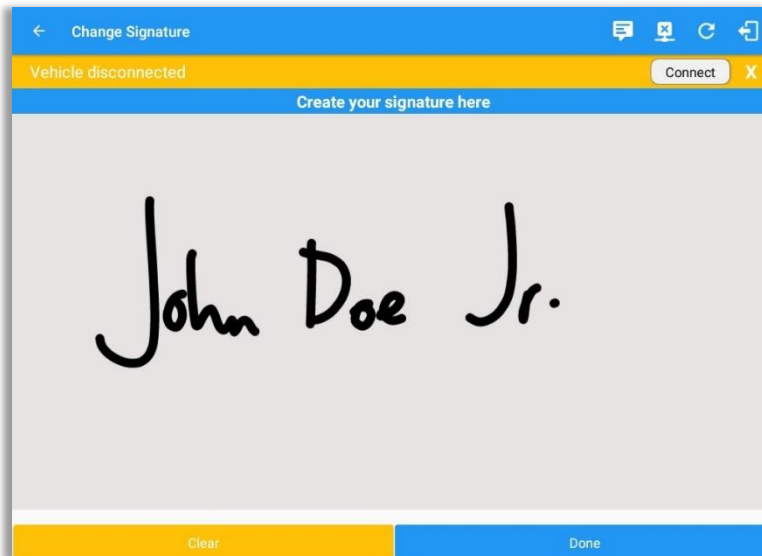 Change Signature
Vehicle disconnected Connect X
Create your signature here
John Doe Jr.
Clear Done